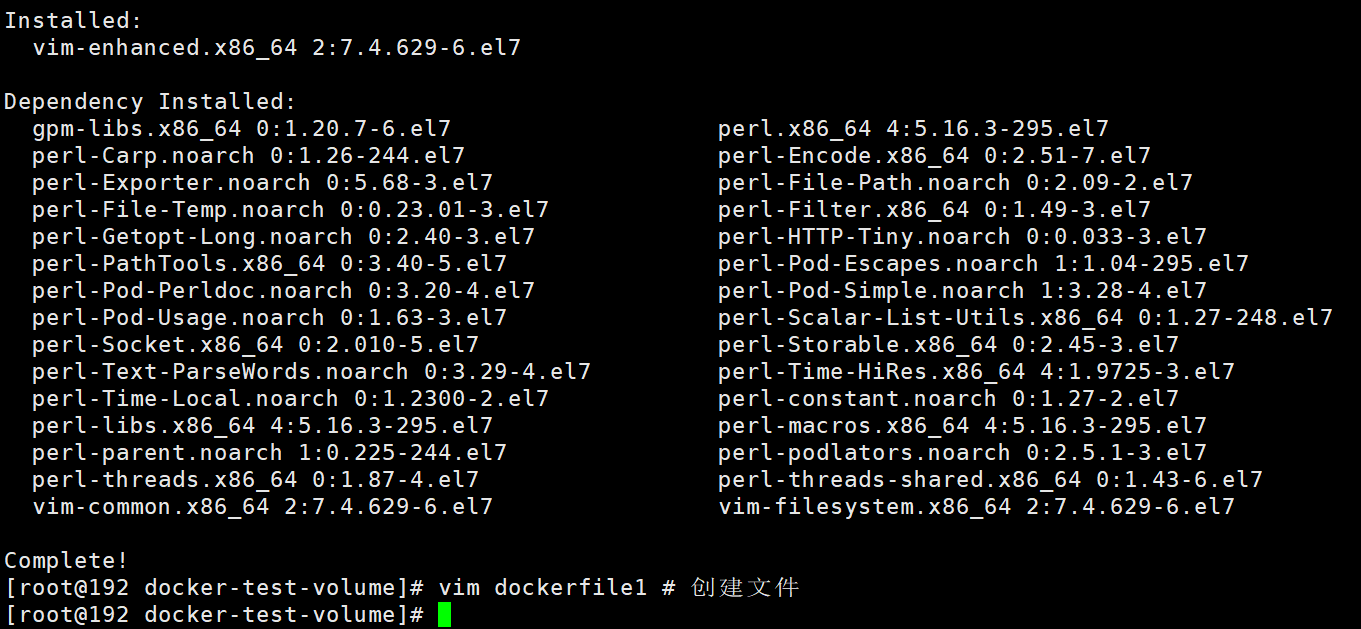 Installed:
vim-enhanced.x86_64 2:7.4.629-6.el7
Dependency Installed:
gpm-libs.x86_64 0:1.20.7-6.el7 perl.x86_64 4:5.16.3-295.el7
perl-Carp.noarch 0:1.26-244.el7 perl-Encode.x86_64 0:2.51-7.el7
perl-Exporter.noarch 0:5.68-3.el7 perl-File-Path.noarch 0:2.09-2.el7
perl-File-Temp.noarch 0:0.23.01-3.el7 perl-Filter.x86_64 0:1.49-3.el7
perl-Getopt-Long.noarch 0:2.40-3.el7 perl-HTTP-Tiny.noarch 0:0.033-3.el7
perl-PathTools.x86_64 0:3.40-5.el7 perl-Pod-Escapes.noarch 1:1.04-295.el7
perl-Pod-Perldoc.noarch 0:3.20-4.el7 perl-Pod-Simple.noarch 1:3.28-4.el7
perl-Pod-Usage.noarch 0:1.63-3.el7 perl-Scalar-List-Utils.x86_64 0:1.27-248.el7
perl-Socket.x86_64 0:2.010-5.el7 perl-Storable.x86_64 0:2.45-3.el7
perl-Text-ParseWords.noarch 0:3.29-4.el7 perl-Time-HiRes.x86_64 4:1.9725-3.el7
perl-Time-Local.noarch 0:1.2300-2.el7 perl-constant.noarch 0:1.27-2.el7
perl-libs.x86_64 4:5.16.3-295.el7 perl-macros.x86_64 4:5.16.3-295.el7
perl-parent.noarch 1:0.225-244.el7 perl-podlators.noarch 0:2.5.1-3.el7
perl-threads.x86_64 0:1.87-4.el7 perl-threads-shared.x86_64 0:1.43-6.el7
vim-common.x86_64 2:7.4.629-6.el7 vim-filesystem.x86_64 2:7.4.629-6.el7
Complete!
[root@192 docker-test-volume]# vim dockerfile1 # 创建文件
[root@192 docker-test-volume]#